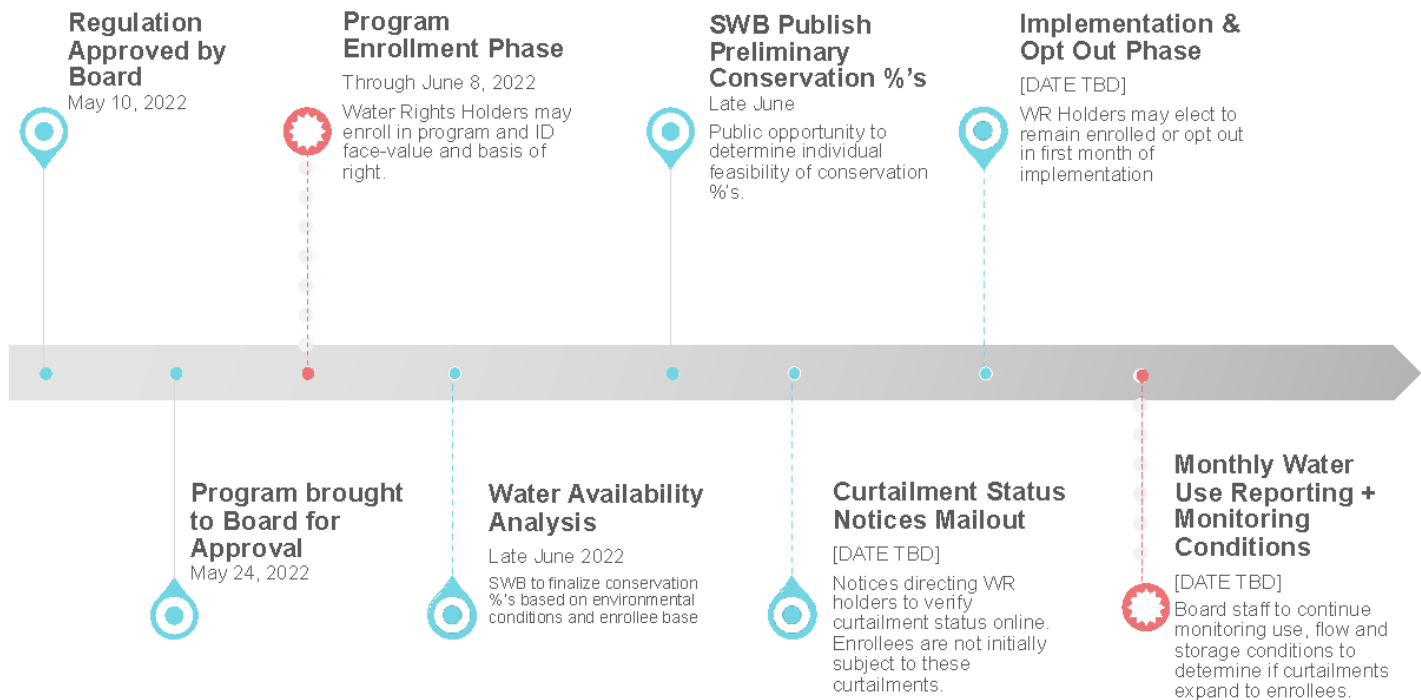 Regulation
Approved by
Board
May 10, 2022
Program
Enrollment Phase
Through June 8, 2022
Water Rights Holders may
enroll in program and ID
face-value and basis of
right.
SWB Publish
Preliminary
Conservation %'s
Late June
Public opportunity to
determine individual
feasibility of conservation
%'s.
Implementation &
Opt Out Phase
[DATE TBD]
WR Holders may elect to
remain enrolled or opt out
in first month of
implementation
Program brought
to Board for
Approval
May 24, 2022
Water Availability
Analysis
Late June 2022
SWB to finalize conservation
%'s based on environmental
conditions and enrollee base
Curtailment Status
Notices Mailout
[DATE TBD]
Notices directing WR
holders to verify
curtailment status online.
Enrollees are not initially
subject to these
curtailments.
Monthly Water
Use Reporting +
Monitoring
Conditions
[DATE TBD]
Board staff to continue
monitoring use, flow and
storage conditions to
determine if curtailments
expand to enrollees.